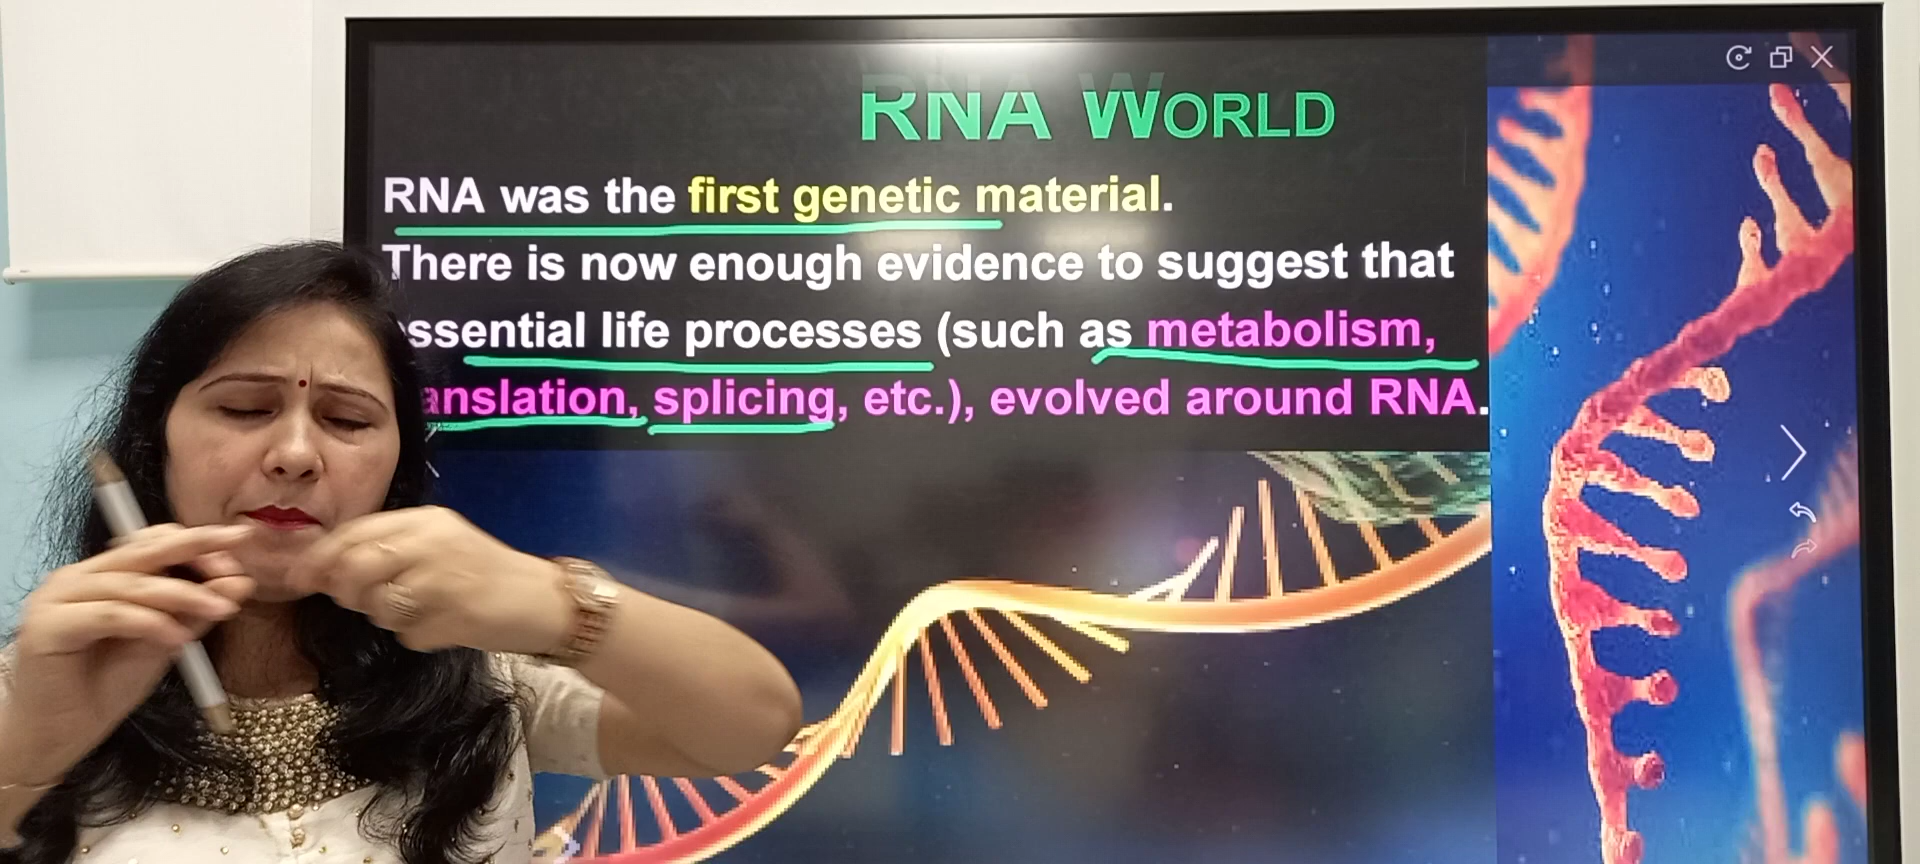 RNA WORLD
RNA was the first genetic material.
There is now enough evidence to suggest that
ssential life processes (such as metabolism,
anslation, splicing, etc.), evolved around RNA.